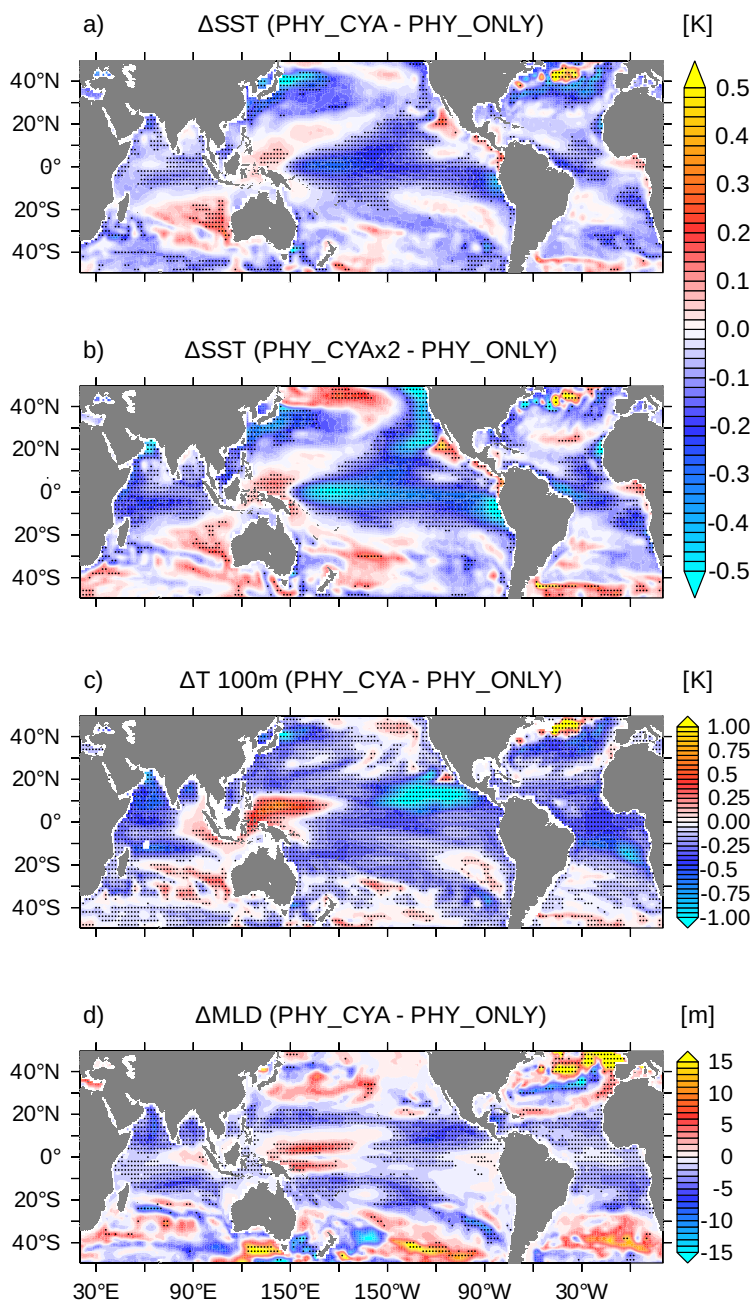 a) ΔSST (PHY_CYA - PHY_ONLY) [K]
40°N
20°N
0°
20°S
40°S
0.5
0.4
0.3
0.2
0.1
0.0
-0.1
-0.2
-0.3
-0.4
-0.5
b) ΔSST (PHY_CYAx2 - PHY_ONLY)
40°N
20°N
0°
20°S
40°S
c) ΔT 100m (PHY_CYA - PHY_ONLY) [K]
40°N
20°N
0°
20°S
40°S
1.00
0.75
0.50
0.25
0.00
-0.25
-0.50
-0.75
-1.00
d) ΔMLD (PHY_CYA - PHY_ONLY) [m]
40°N
20°N
0°
20°S
40°S
15
10
5
0
-5
-10
-15
30°E 90°E 150°E 150°W 90°W 30°W